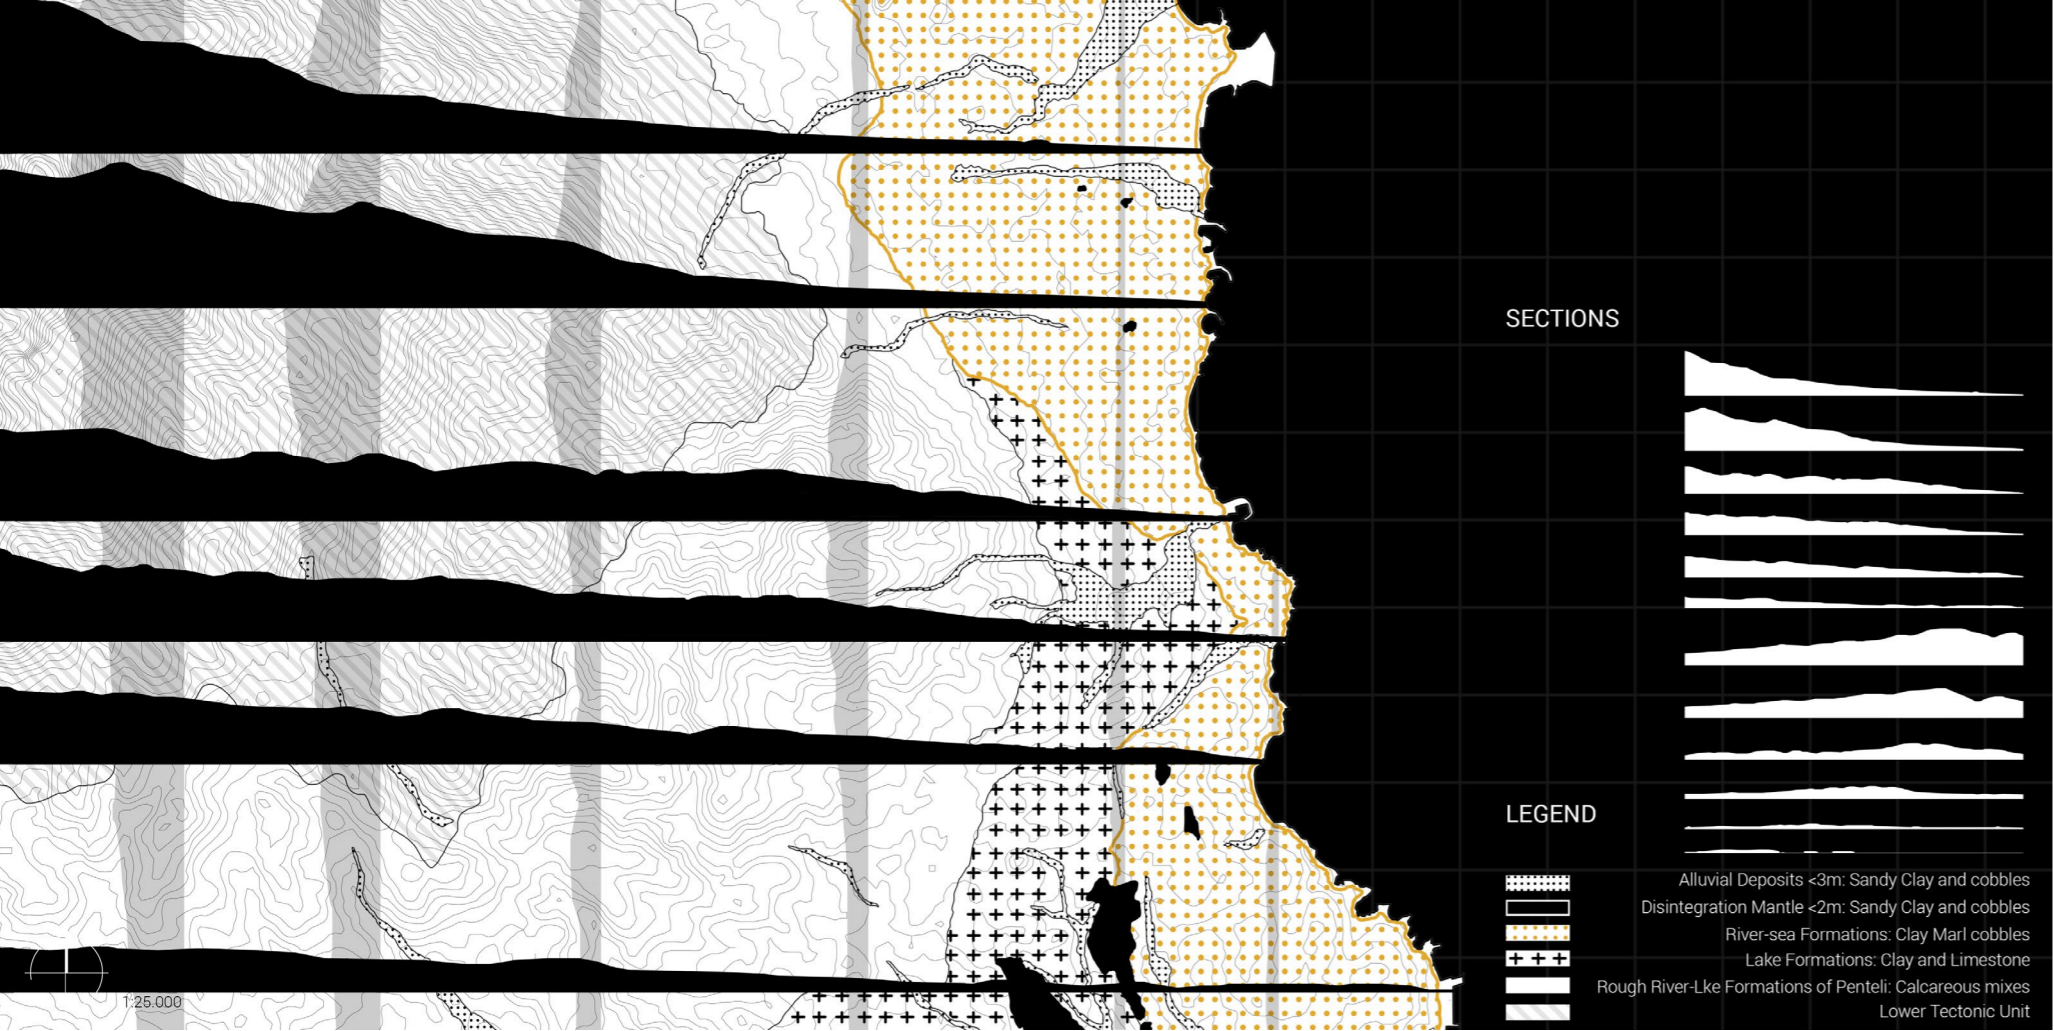 SECTIONS
LEGEND
Alluvial Deposits <3m: Sandy Clay and cobbles
Disintegration Mantle <2m: Sandy Clay and cobbles
River-sea Formations: Clay Marl cobbles
Lake Formations: Clay and Limestone
Rough River-Lke Formations of Penteli: Calcareous mixes
Lower Tectonic Unit
1:25.000